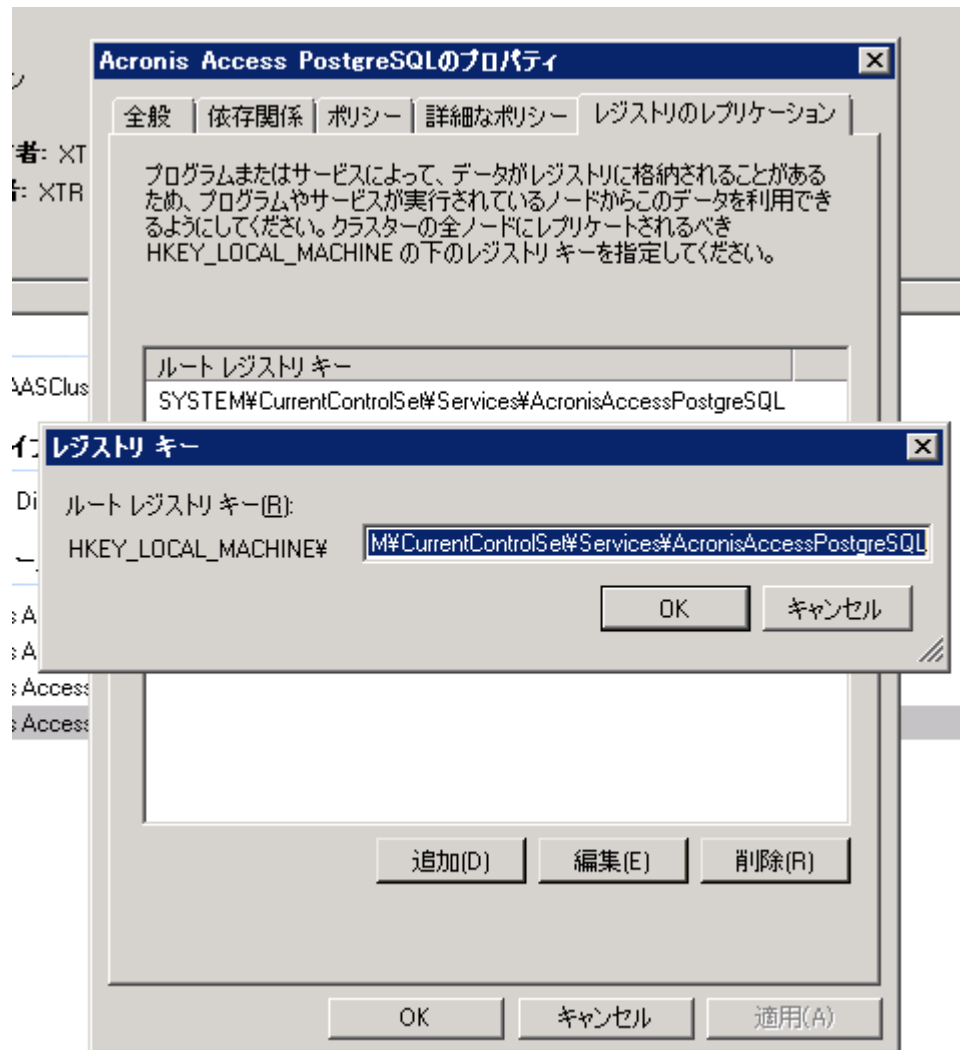 Acronis Access PostgreSQLのプロパティ
全般
依存関係
ポリシー
詳細なポリシー
レジストリのレプリケーション
ン
者: XT
: XTR
プログラムまたはサービスによって、データがレジストリに格納されることがある
ため、プログラムやサービスが実行されているノードからこのデータを利用でき
るようにしてください。クラスターの全ノードにレプリケートされるべき
HKEY_LOCAL_MACHINE の下のレジストリ キーを指定してください。
ルート レジストリ キー
AASClus
SYSTEM¥CurrentControlSet¥Services¥AcronisAccessPostgreSQL
レジストリ キー
Di
ルート レジストリ キー(R):
HKEY_LOCAL_MACHINE¥
M¥CurrentControlSet¥Services¥AcronisAccessPostgreSQL
OK
キャンセル
s A
s A
s Access
s Access
追加(D)
編集(E)
削除(R)
OK
キャンセル
適用(A)